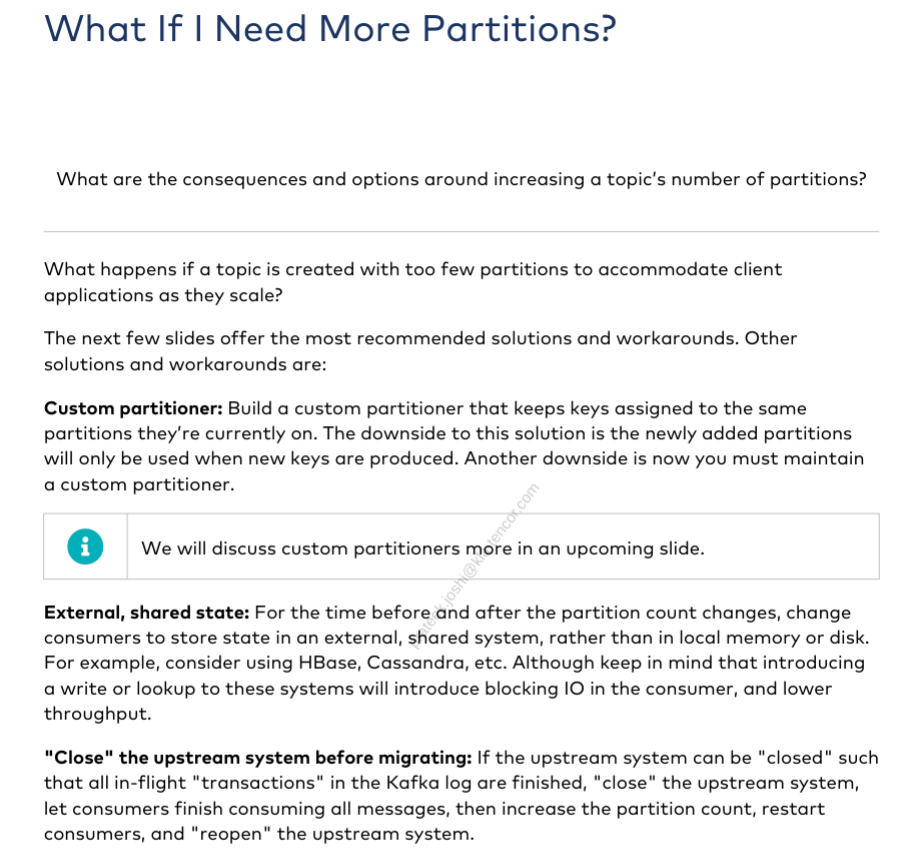 What If I Need More Partitions?
What are the consequences and options around increasing a topic's number of partitions?
What happens if a topic is created with too few partitions to accommodate client
applications as they scale?
The next few slides offer the most recommended solutions and workarounds. Other
solutions and workarounds are:
Custom partitioner: Build a custom partitioner that keeps keys assigned to the same
partitions they're currently on. The downside to this solution is the newly added partitions
will only be used when new keys are produced. Another downside is now you must maintain
a custom partitioner.
We will discuss custom partitioners more in an upcoming slide.
External, shared state: For the time before and after the partition count changes, change
consumers to store state in an external, shared system, rather than in local memory or disk.
For example, consider using HBase, Cassandra, etc. Although keep in mind that introducing
a write or lookup to these systems will introduce blocking IO in the consumer, and lower
throughput.
"Close" the upstream system before migrating: If the upstream system can be "closed" such
that all in-flight "transactions" in the Kafka log are finished, "close" the upstream system,
let consumers finish consuming all messages, then increase the partition count, restart
consumers, and "reopen" the upstream system.